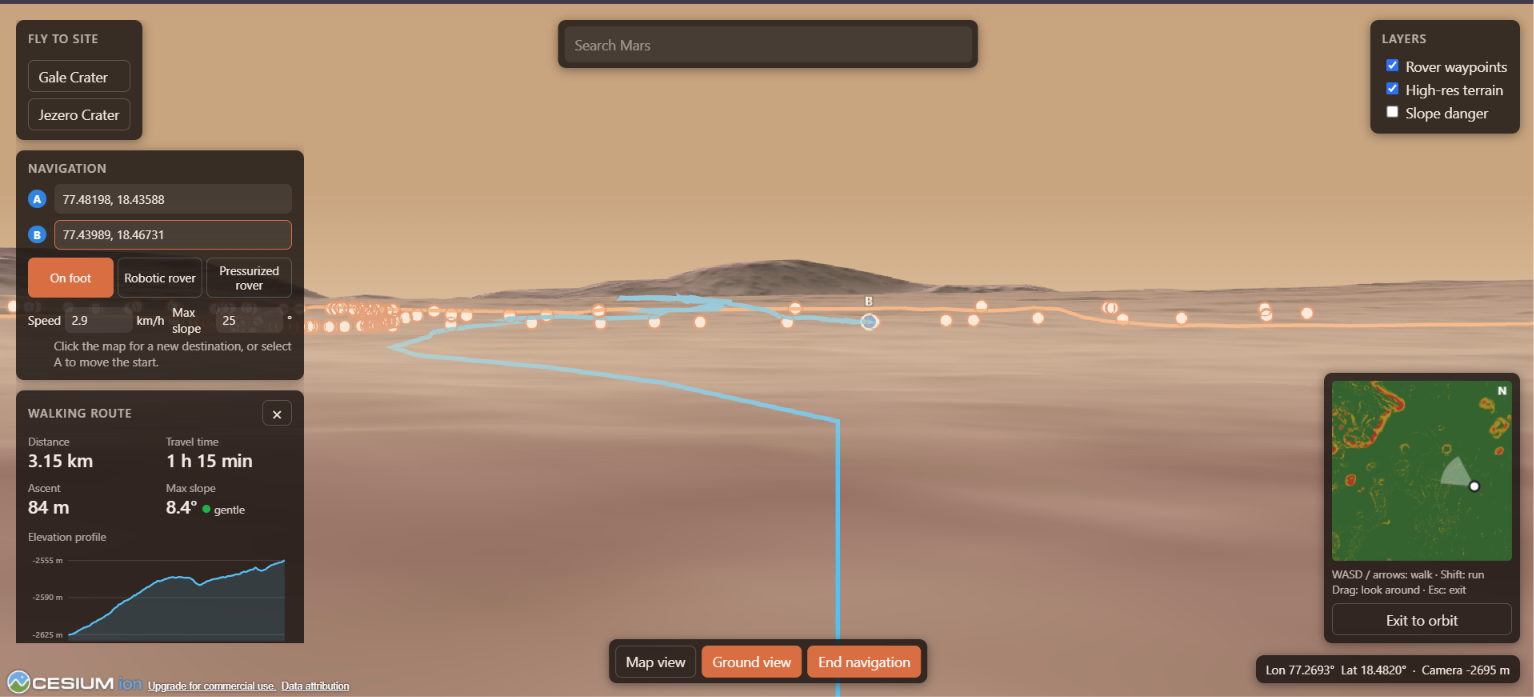 FLY TO SITE
Gale Crater
Jezero Crater
Search Mars
LAYERS
Rover waypoints
High-res terrain
Slope danger
NAVIGATION
A 77.48198, 18.43588
B 77.43989, 18.46731
On foot
Robotic rover
Pressurized
rover
Speed 2.9 km/h Max
slope 25 °
Click the map for a new destination, or select
A to move the start.
WALKING ROUTE
×
Distance
3.15 km
Travel time
1 h 15 min
Ascent
84 m
Max slope
8.4° gentle
Elevation profile
-2555 m
-2590 m
-2625 m
B
N
WASD / arrows: walk · Shift: run
Drag: look around · Esc: exit
Exit to orbit
Map view
Ground view
End navigation
CESIUM ion Upgrade for commercial use. Data attribution
Lon 77.2693° Lat 18.4820° · Camera -2695 m